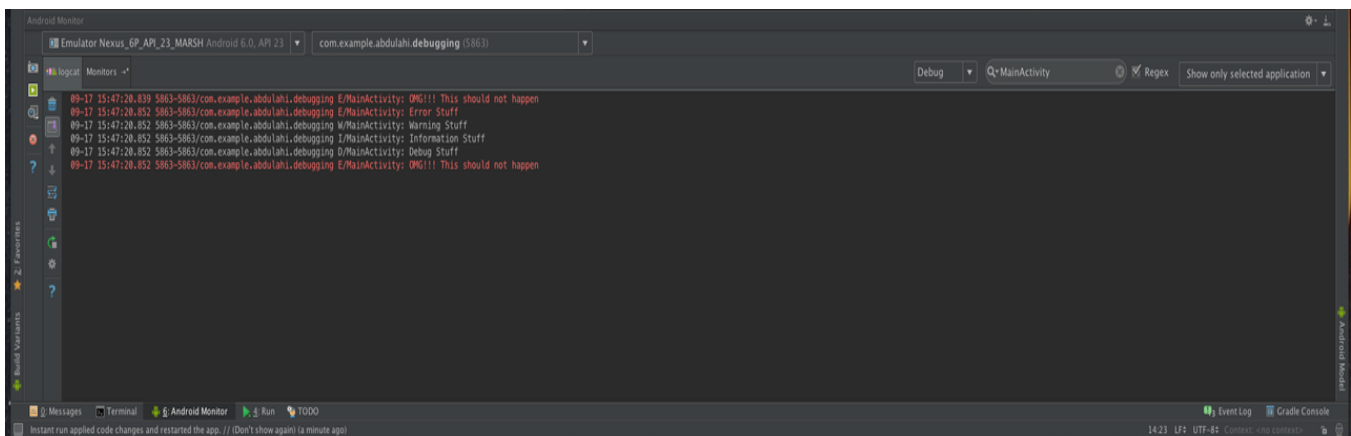 Android Monitor
Emulator Nexus_6P_API_23_MARSH Android 6.0, API 23
com.example.abdulahi.debugging (5863)
logcat
Monitors
Debug
MainActivity
Regex
Show only selected application
09-17 15:47:20.839 5863-5863/com.example.abdulahi.debugging E/MainActivity: OMG!!! This should not happen
09-17 15:47:20.852 5863-5863/com.example.abdulahi.debugging E/MainActivity: Error Stuff
09-17 15:47:20.852 5863-5863/com.example.abdulahi.debugging W/MainActivity: Warning Stuff
09-17 15:47:20.852 5863-5863/com.example.abdulahi.debugging I/MainActivity: Information Stuff
09-17 15:47:20.852 5863-5863/com.example.abdulahi.debugging D/MainActivity: Debug Stuff
09-17 15:47:20.852 5863-5863/com.example.abdulahi.debugging E/MainActivity: OMG!!! This should not happen
2: Favorites
Build Variants
Android Model
0: Messages
Terminal
6: Android Monitor
4: Run
TODO
3 Event Log
Gradle Console
Instant run applied code changes and restarted the app. // (Don't show again) (a minute ago)
14:23 LF÷ UTF-8÷ Context: <no context>